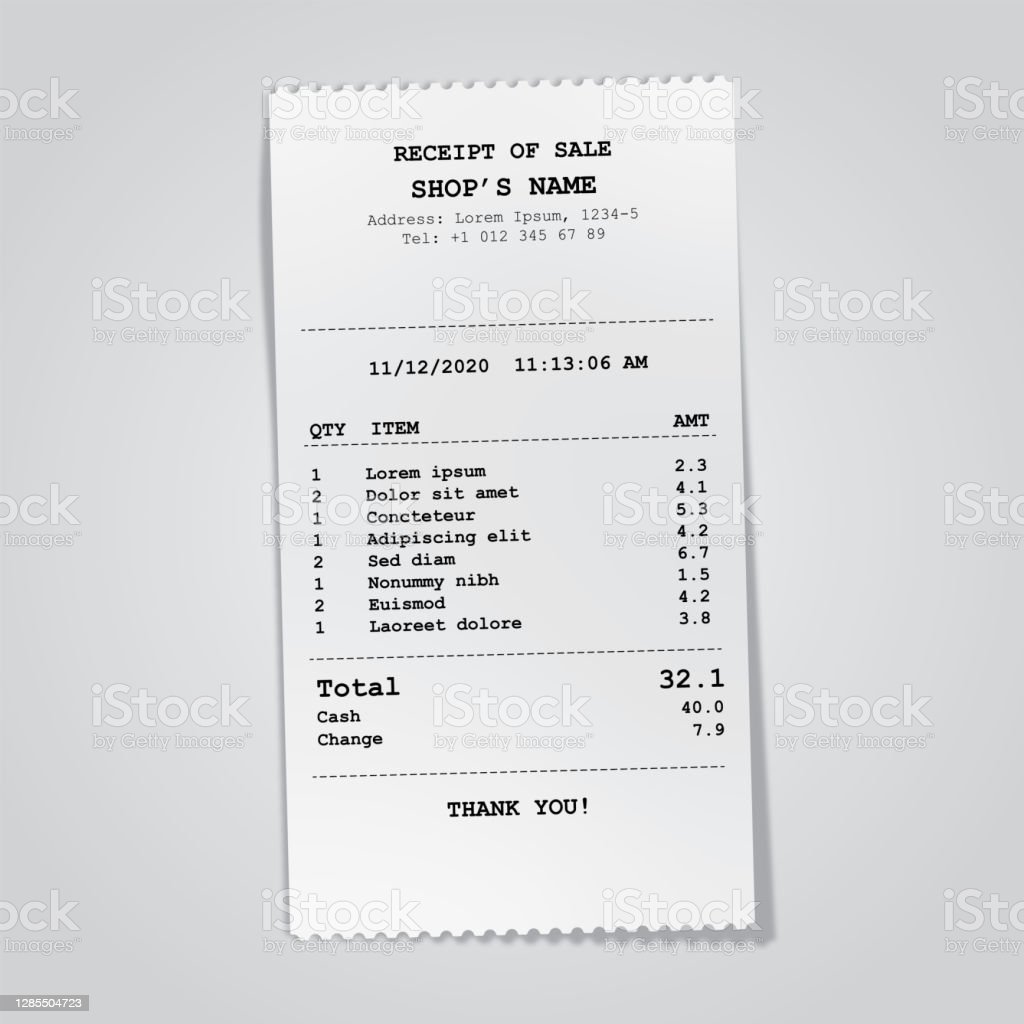 RECEIPT OF SALE
SHOP'S NAME
Address: Lorem Ipsum, 1234-5
Tel: +1 012 345 67 89
11/12/2020 11:13:06 AM
QTY ITEM AMT
1 Lorem ipsum 2.3
2 Dolor sit amet 4.1
1 Concteteur 5.3
1 Adipiscing elit 4.2
2 Sed diam 6.7
1 Nonummy nibh 1.5
2 Euismod 4.2
1 Laoreet dolore 3.8
Total 32.1
Cash 40.0
Change 7.9
THANK YOU!
iStock
by Getty Images™
1285504723